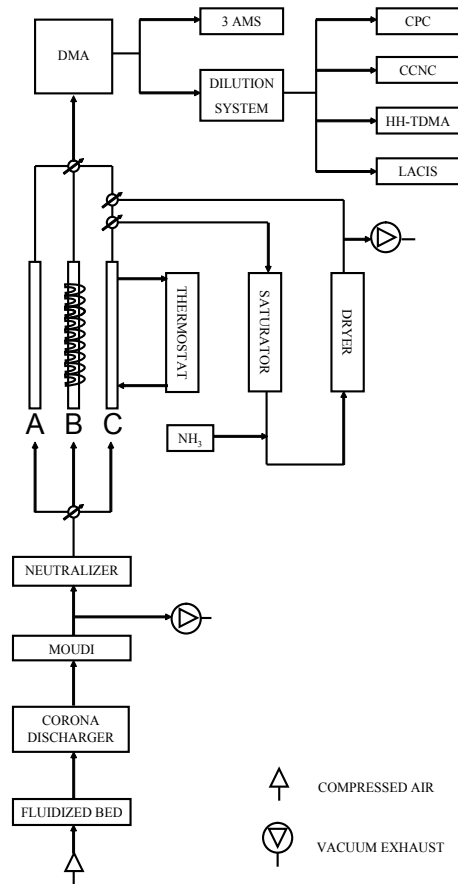 3 AMS
CPC
DMA
DILUTION
SYSTEM
CCNC
HH-TDMA
LACIS
THERMOSTAT
SATURATOR
DRYER
A B C
NH₃
NEUTRALIZER
MOUDI
CORONA
DISCHARGER
FLUIDIZED BED
COMPRESSED AIR
VACUUM EXHAUST